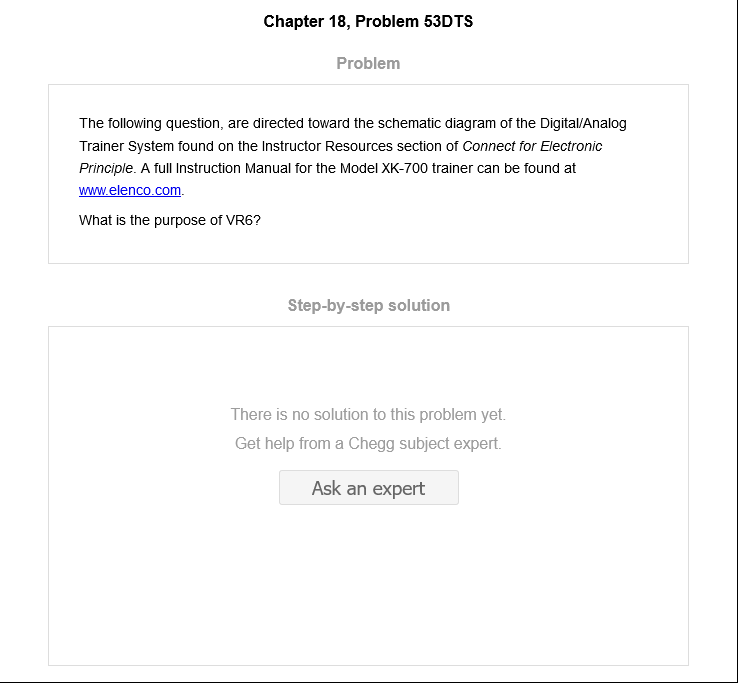 Chapter 18, Problem 53DTS
Problem
The following question, are directed toward the schematic diagram of the Digital/Analog
Trainer System found on the Instructor Resources section of Connect for Electronic
Principle. A full Instruction Manual for the Model XK-700 trainer can be found at
www.elenco.com.
What is the purpose of VR6?
Step-by-step solution
There is no solution to this problem yet.
Get help from a Chegg subject expert.
Ask an expert